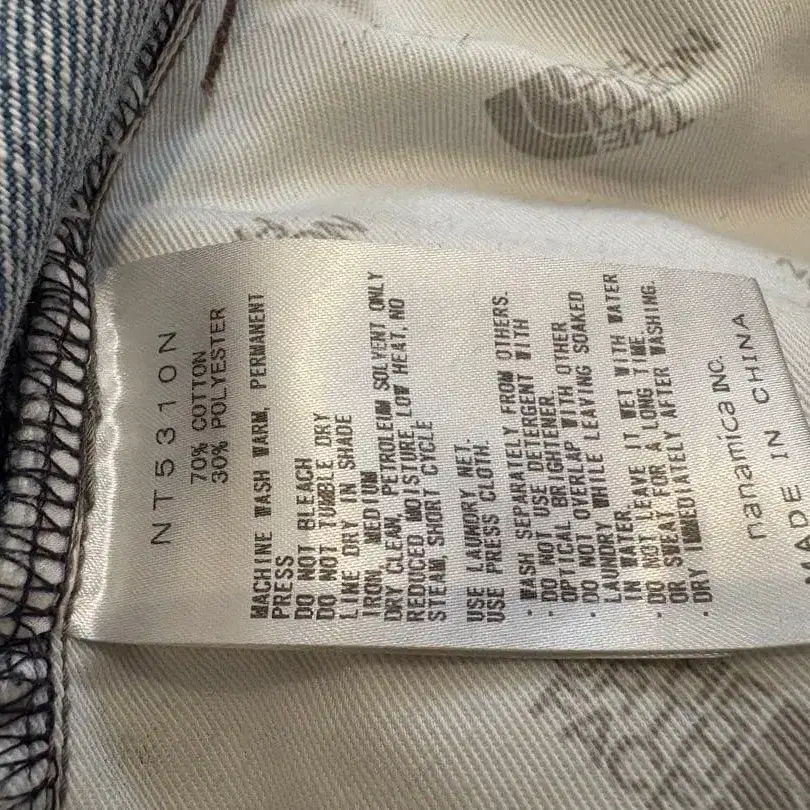 NT5310N
70% COTTON
30% POLYESTER
MACHINE WASH WARM, PERMANENT
PRESS
DO NOT BLEACH
DO NOT TUMBLE DRY
LINE DRY IN SHADE
IRON, MEDIUM
DRY CLEAN, PETROLEUM SOLVENT ONLY
REDUCED MOISTURE, LOW HEAT, NO
STEAM, SHORT CYCLE
USE LAUNDRY NET.
USE PRESS CLOTH.
· WASH SEPARATELY FROM OTHERS.
· DO NOT USE DETERGENT WITH
OPTICAL BRIGHTENER.
· DO NOT OVERLAP WITH OTHER
LAUNDRY WHILE LEAVING SOAKED
IN WATER.
· DO NOT LEAVE IT WET WITH WATER
OR SWEAT FOR A LONG TIME.
· DRY IMMEDIATELY AFTER WASHING.
nanamica INC.
MADE IN CHINA
THE